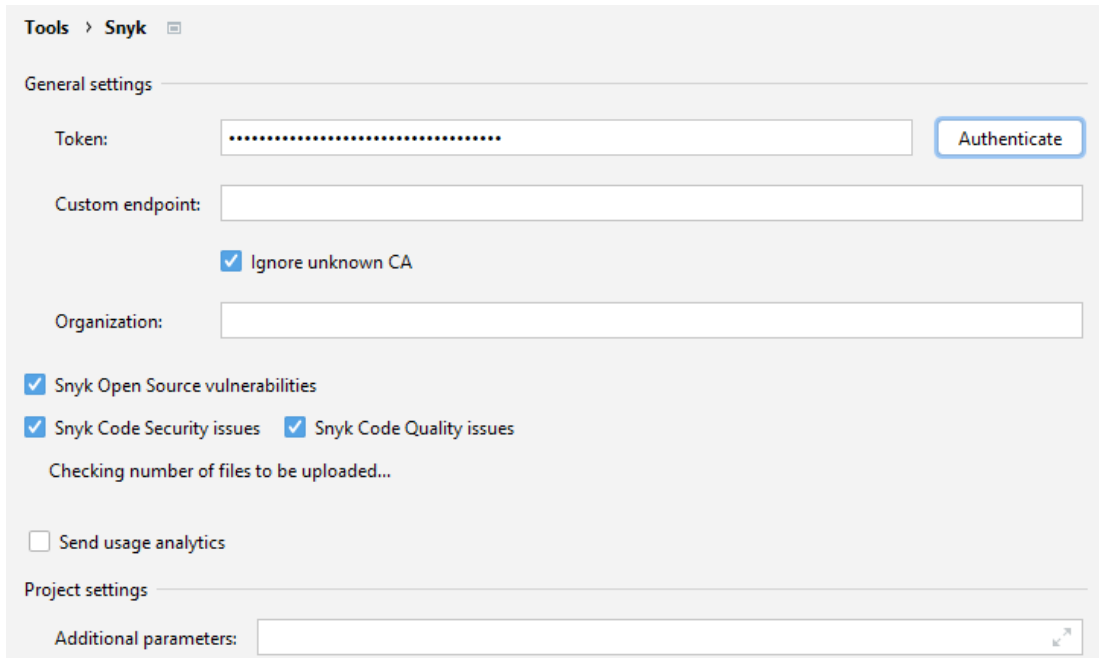 Tools › Snyk
General settings
Token: •••••••••••••••••••••••••••••••••••• Authenticate
Custom endpoint:
Ignore unknown CA
Organization:
Snyk Open Source vulnerabilities
Snyk Code Security issues Snyk Code Quality issues
Checking number of files to be uploaded...
Send usage analytics
Project settings
Additional parameters: